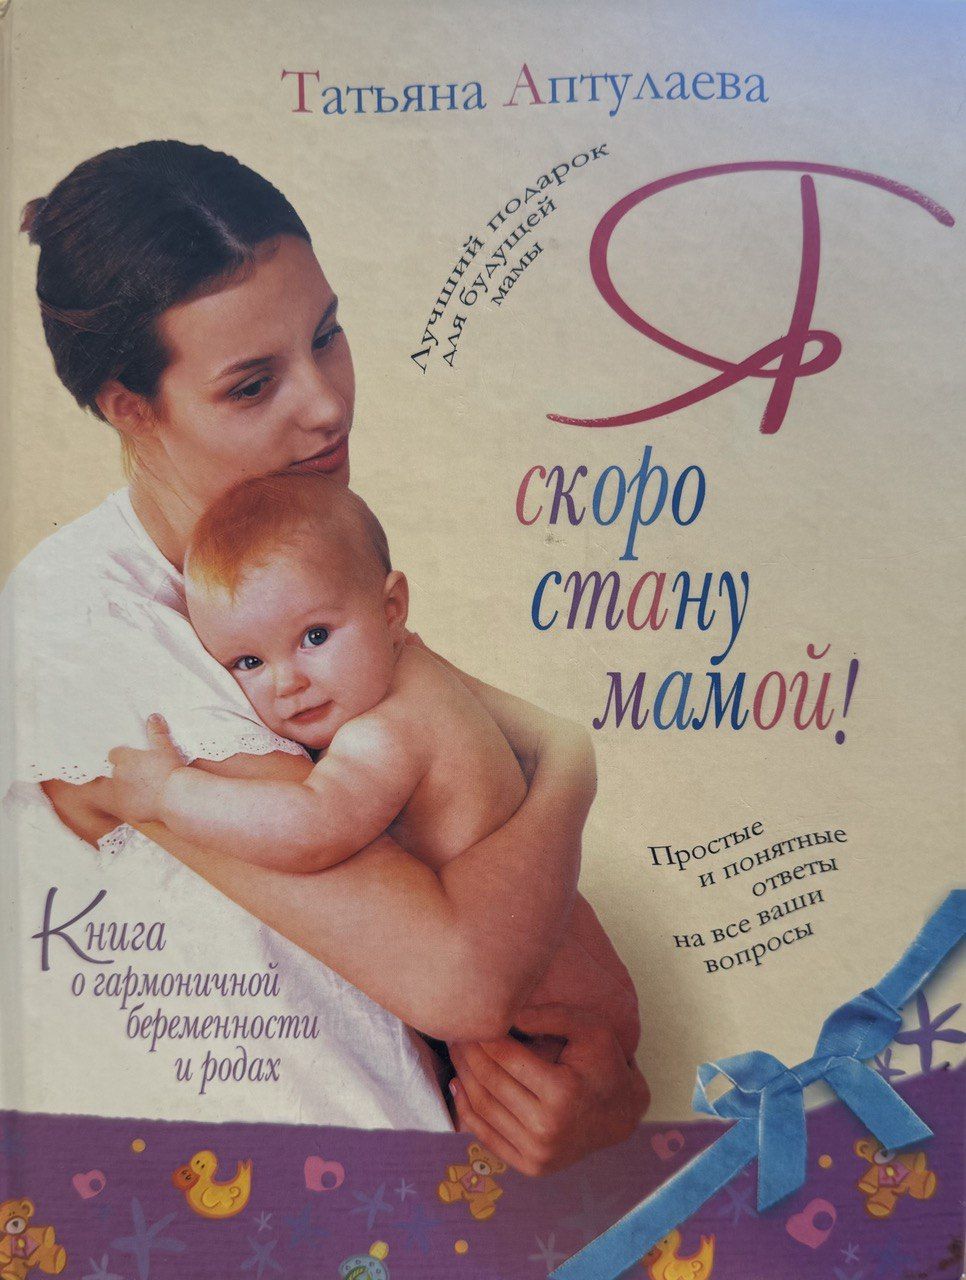 Татьяна Аптулаева
Лучший подарок
для будущей
мамы
Я
скоро
стану
мамой!
Простые
и понятные
ответы
на все ваши
вопросы
Книга
о гармоничной
беременности
и родах